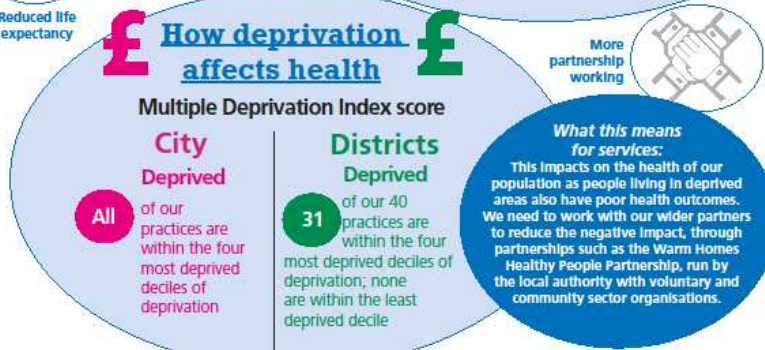 Reduced life
expectancy
£
How deprivation
affects health
£
More
partnership
working
Multiple Deprivation Index score
City
Deprived
All
of our
practices are
within the four
most deprived
deciles of
deprivation
Districts
Deprived
31
of our 40
practices are
within the four
most deprived deciles of
deprivation; none
are within the least
deprived decile
What this means
for services:
This impacts on the health of our
population as people living in deprived
areas also have poor health outcomes.
We need to work with our wider partners
to reduce the negative impact, through
partnerships such as the Warm Homes
Healthy People Partnership, run by
the local authority with voluntary and
community sector organisations.